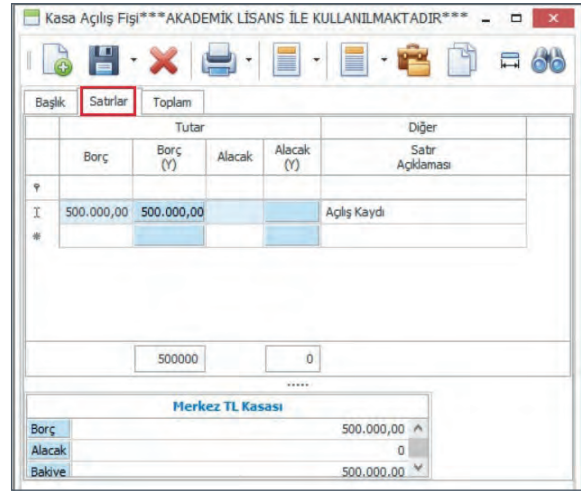 Kasa Açılış Fişi***AKADEMİK LİSANS İLE KULLANILMAKTADIR***
Başlık Satırlar Toplam
Tutar Diğer
Borç Borç (Y) Alacak Alacak (Y) Satır Açıklaması
500.000,00 500.000,00 Açılış Kaydı
500000 0
Merkez TL Kasası
Borç 500.000,00
Alacak 0
Bakiye 500.000,00